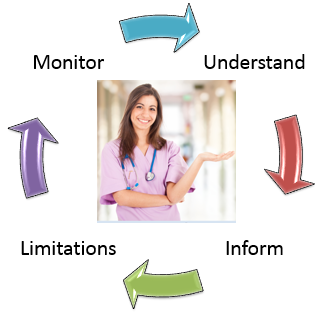 Monitor
Understand
Limitations
Inform